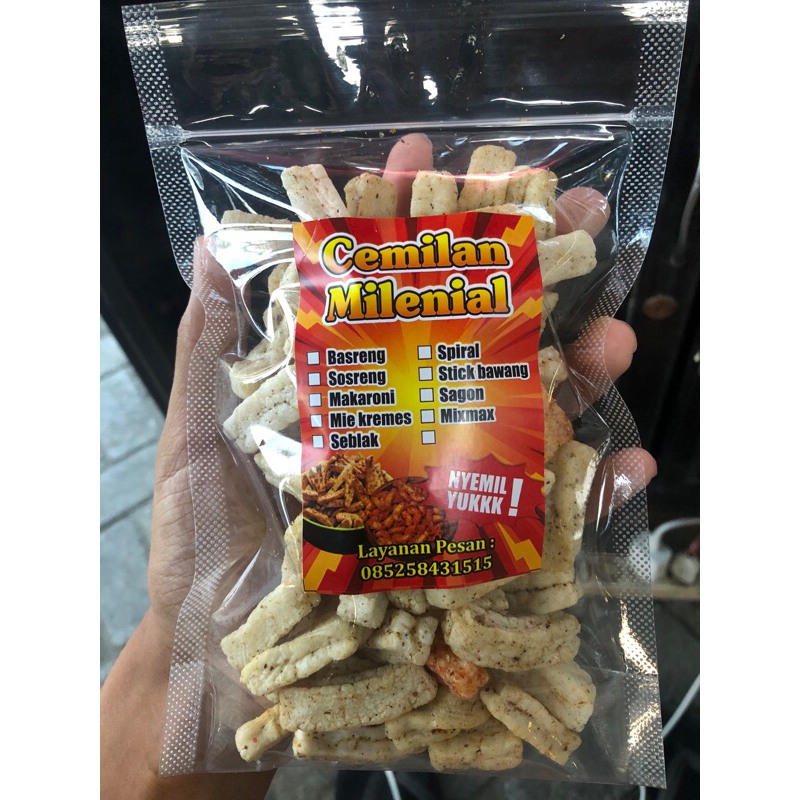 Cemilan
Milenial
Basreng
Sosreng
Makaroni
Mie kremes
Seblak
Spiral
Stick bawang
Sagon
Mixmax
NYEMIL
YUKKK !
Layanan Pesan :
085258431515